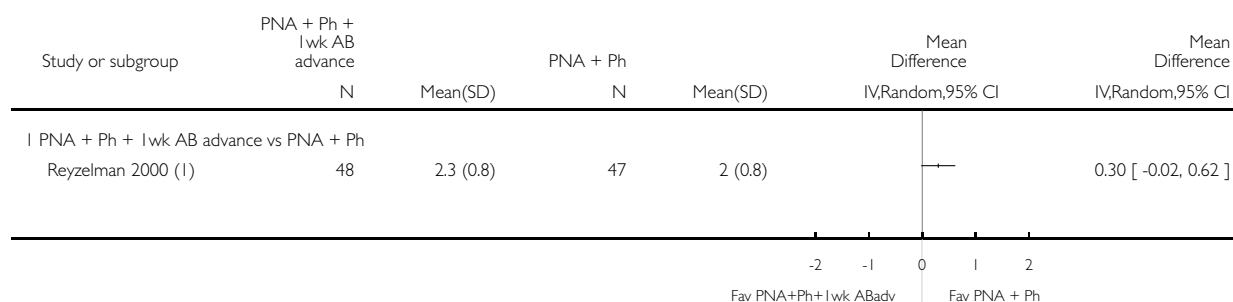 PNA + Ph +
1wk AB
Study or subgroup advance PNA + Ph Mean Difference Mean Difference
N Mean(SD) N Mean(SD) IV,Random,95% CI IV,Random,95% CI
1 PNA + Ph + 1wk AB advance vs PNA + Ph
Reyzelman 2000 (1) 48 2.3 (0.8) 47 2 (0.8) 0.30 [ -0.02, 0.62 ]
-2 -1 0 1 2
Fav PNA+Ph+1wk ABadv Fav PNA + Ph